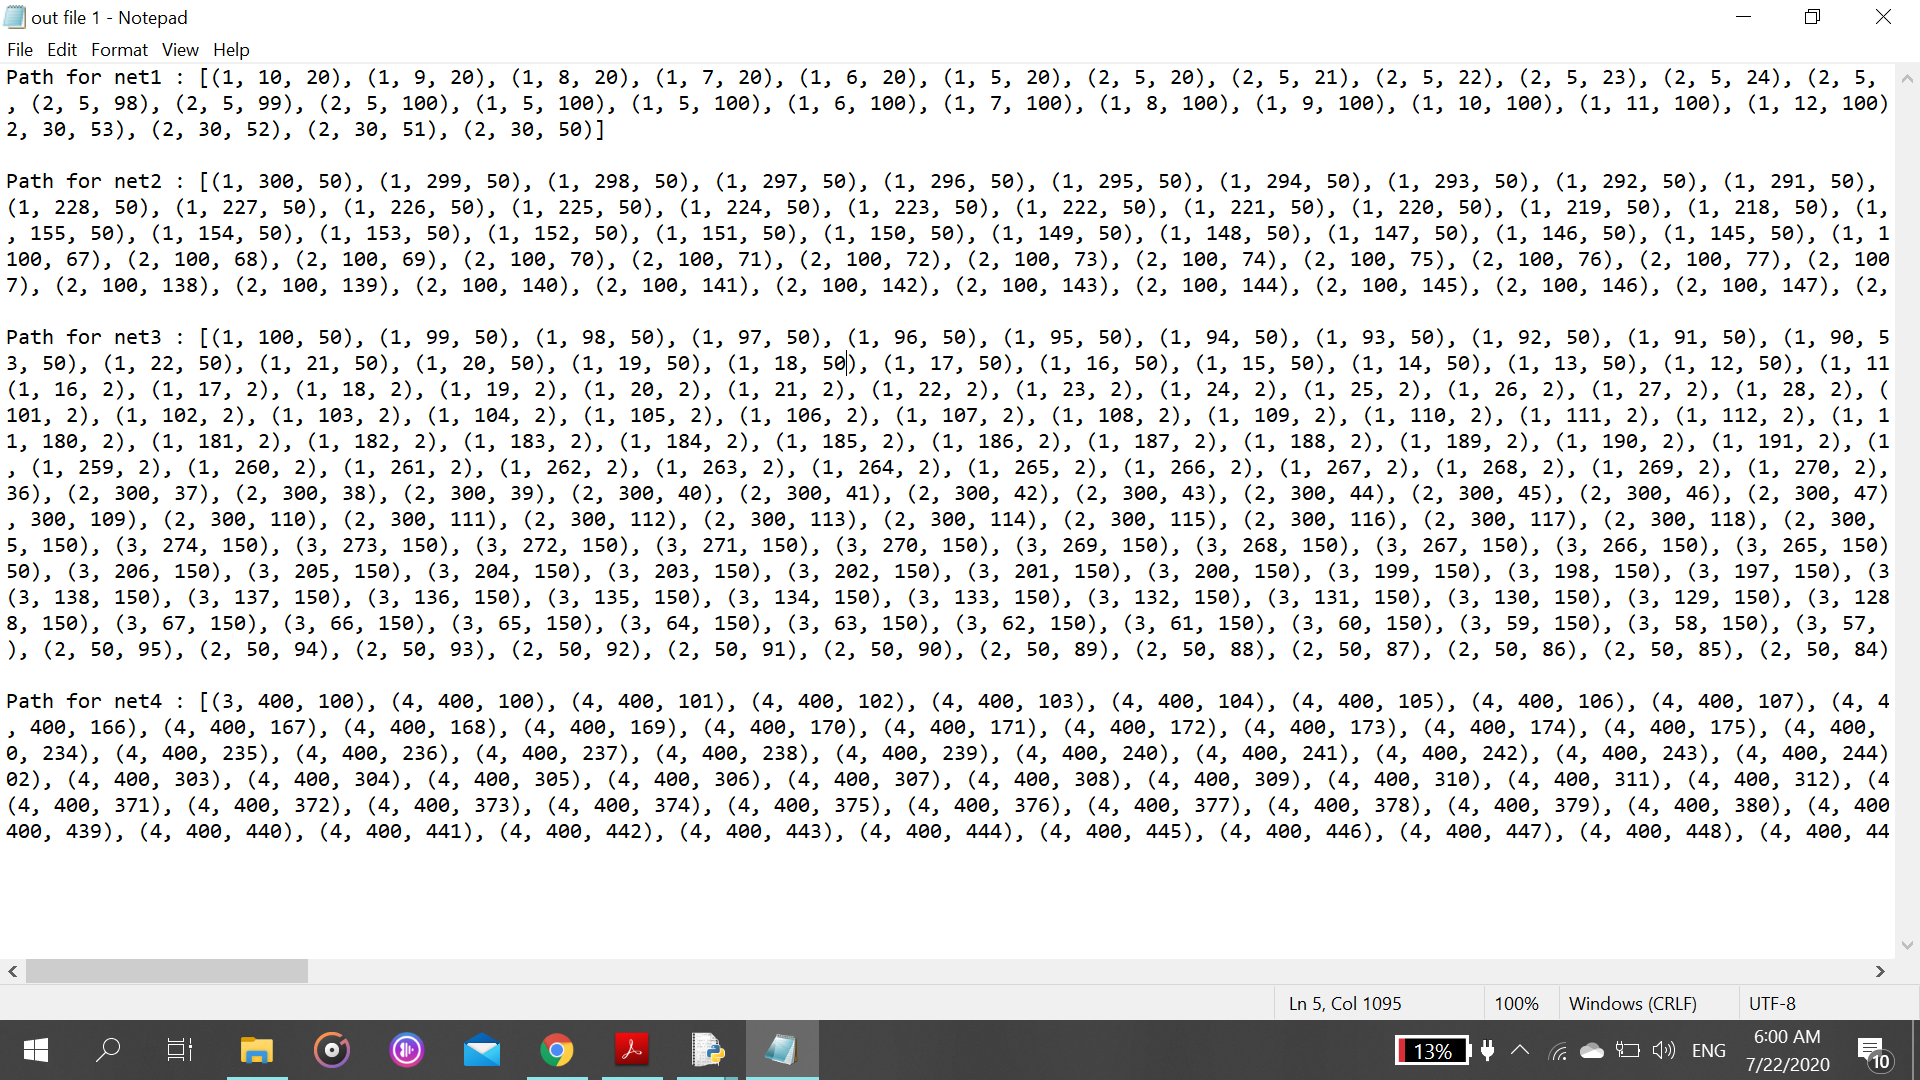 out file 1 - Notepad
File Edit Format View Help
Path for net1 : [(1, 10, 20), (1, 9, 20), (1, 8, 20), (1, 7, 20), (1, 6, 20), (1, 5, 20), (2, 5, 20), (2, 5, 21), (2, 5, 22), (2, 5, 23), (2, 5, 24), (2, 5,
, (2, 5, 98), (2, 5, 99), (2, 5, 100), (1, 5, 100), (1, 5, 100), (1, 6, 100), (1, 7, 100), (1, 8, 100), (1, 9, 100), (1, 10, 100), (1, 11, 100), (1, 12, 100)
2, 30, 53), (2, 30, 52), (2, 30, 51), (2, 30, 50)]
Path for net2 : [(1, 300, 50), (1, 299, 50), (1, 298, 50), (1, 297, 50), (1, 296, 50), (1, 295, 50), (1, 294, 50), (1, 293, 50), (1, 292, 50), (1, 291, 50),
(1, 228, 50), (1, 227, 50), (1, 226, 50), (1, 225, 50), (1, 224, 50), (1, 223, 50), (1, 222, 50), (1, 221, 50), (1, 220, 50), (1, 219, 50), (1, 218, 50), (1,
, 155, 50), (1, 154, 50), (1, 153, 50), (1, 152, 50), (1, 151, 50), (1, 150, 50), (1, 149, 50), (1, 148, 50), (1, 147, 50), (1, 146, 50), (1, 145, 50), (1, 1
100, 67), (2, 100, 68), (2, 100, 69), (2, 100, 70), (2, 100, 71), (2, 100, 72), (2, 100, 73), (2, 100, 74), (2, 100, 75), (2, 100, 76), (2, 100, 77), (2, 100
7), (2, 100, 138), (2, 100, 139), (2, 100, 140), (2, 100, 141), (2, 100, 142), (2, 100, 143), (2, 100, 144), (2, 100, 145), (2, 100, 146), (2, 100, 147), (2,
Path for net3 : [(1, 100, 50), (1, 99, 50), (1, 98, 50), (1, 97, 50), (1, 96, 50), (1, 95, 50), (1, 94, 50), (1, 93, 50), (1, 92, 50), (1, 91, 50), (1, 90, 5
3, 50), (1, 22, 50), (1, 21, 50), (1, 20, 50), (1, 19, 50), (1, 18, 50), (1, 17, 50), (1, 16, 50), (1, 15, 50), (1, 14, 50), (1, 13, 50), (1, 12, 50), (1, 11
(1, 16, 2), (1, 17, 2), (1, 18, 2), (1, 19, 2), (1, 20, 2), (1, 21, 2), (1, 22, 2), (1, 23, 2), (1, 24, 2), (1, 25, 2), (1, 26, 2), (1, 27, 2), (1, 28, 2), (
101, 2), (1, 102, 2), (1, 103, 2), (1, 104, 2), (1, 105, 2), (1, 106, 2), (1, 107, 2), (1, 108, 2), (1, 109, 2), (1, 110, 2), (1, 111, 2), (1, 112, 2), (1, 11
1, 180, 2), (1, 181, 2), (1, 182, 2), (1, 183, 2), (1, 184, 2), (1, 185, 2), (1, 186, 2), (1, 187, 2), (1, 188, 2), (1, 189, 2), (1, 190, 2), (1, 191, 2), (1
, (1, 259, 2), (1, 260, 2), (1, 261, 2), (1, 262, 2), (1, 263, 2), (1, 264, 2), (1, 265, 2), (1, 266, 2), (1, 267, 2), (1, 268, 2), (1, 269, 2), (1, 270, 2),
36), (2, 300, 37), (2, 300, 38), (2, 300, 39), (2, 300, 40), (2, 300, 41), (2, 300, 42), (2, 300, 43), (2, 300, 44), (2, 300, 45), (2, 300, 46), (2, 300, 47)
, 300, 109), (2, 300, 110), (2, 300, 111), (2, 300, 112), (2, 300, 113), (2, 300, 114), (2, 300, 115), (2, 300, 116), (2, 300, 117), (2, 300, 118), (2, 300,
5, 150), (3, 274, 150), (3, 273, 150), (3, 272, 150), (3, 271, 150), (3, 270, 150), (3, 269, 150), (3, 268, 150), (3, 267, 150), (3, 266, 150), (3, 265, 150)
50), (3, 206, 150), (3, 205, 150), (3, 204, 150), (3, 203, 150), (3, 202, 150), (3, 201, 150), (3, 200, 150), (3, 199, 150), (3, 198, 150), (3, 197, 150), (3
(3, 138, 150), (3, 137, 150), (3, 136, 150), (3, 135, 150), (3, 134, 150), (3, 133, 150), (3, 132, 150), (3, 131, 150), (3, 130, 150), (3, 129, 150), (3, 128
8, 150), (3, 67, 150), (3, 66, 150), (3, 65, 150), (3, 64, 150), (3, 63, 150), (3, 62, 150), (3, 61, 150), (3, 60, 150), (3, 59, 150), (3, 58, 150), (3, 57,
), (2, 50, 95), (2, 50, 94), (2, 50, 93), (2, 50, 92), (2, 50, 91), (2, 50, 90), (2, 50, 89), (2, 50, 88), (2, 50, 87), (2, 50, 86), (2, 50, 85), (2, 50, 84)
Path for net4 : [(3, 400, 100), (4, 400, 100), (4, 400, 101), (4, 400, 102), (4, 400, 103), (4, 400, 104), (4, 400, 105), (4, 400, 106), (4, 400, 107), (4, 4
, 400, 166), (4, 400, 167), (4, 400, 168), (4, 400, 169), (4, 400, 170), (4, 400, 171), (4, 400, 172), (4, 400, 173), (4, 400, 174), (4, 400, 175), (4, 400,
0, 234), (4, 400, 235), (4, 400, 236), (4, 400, 237), (4, 400, 238), (4, 400, 239), (4, 400, 240), (4, 400, 241), (4, 400, 242), (4, 400, 243), (4, 400, 244)
02), (4, 400, 303), (4, 400, 304), (4, 400, 305), (4, 400, 306), (4, 400, 307), (4, 400, 308), (4, 400, 309), (4, 400, 310), (4, 400, 311), (4, 400, 312), (4
(4, 400, 371), (4, 400, 372), (4, 400, 373), (4, 400, 374), (4, 400, 375), (4, 400, 376), (4, 400, 377), (4, 400, 378), (4, 400, 379), (4, 400, 380), (4, 400
400, 439), (4, 400, 440), (4, 400, 441), (4, 400, 442), (4, 400, 443), (4, 400, 444), (4, 400, 445), (4, 400, 446), (4, 400, 447), (4, 400, 448), (4, 400, 44
Ln 5, Col 1095 100% Windows (CRLF) UTF-8
13% ENG 6:00 AM
7/22/2020 10